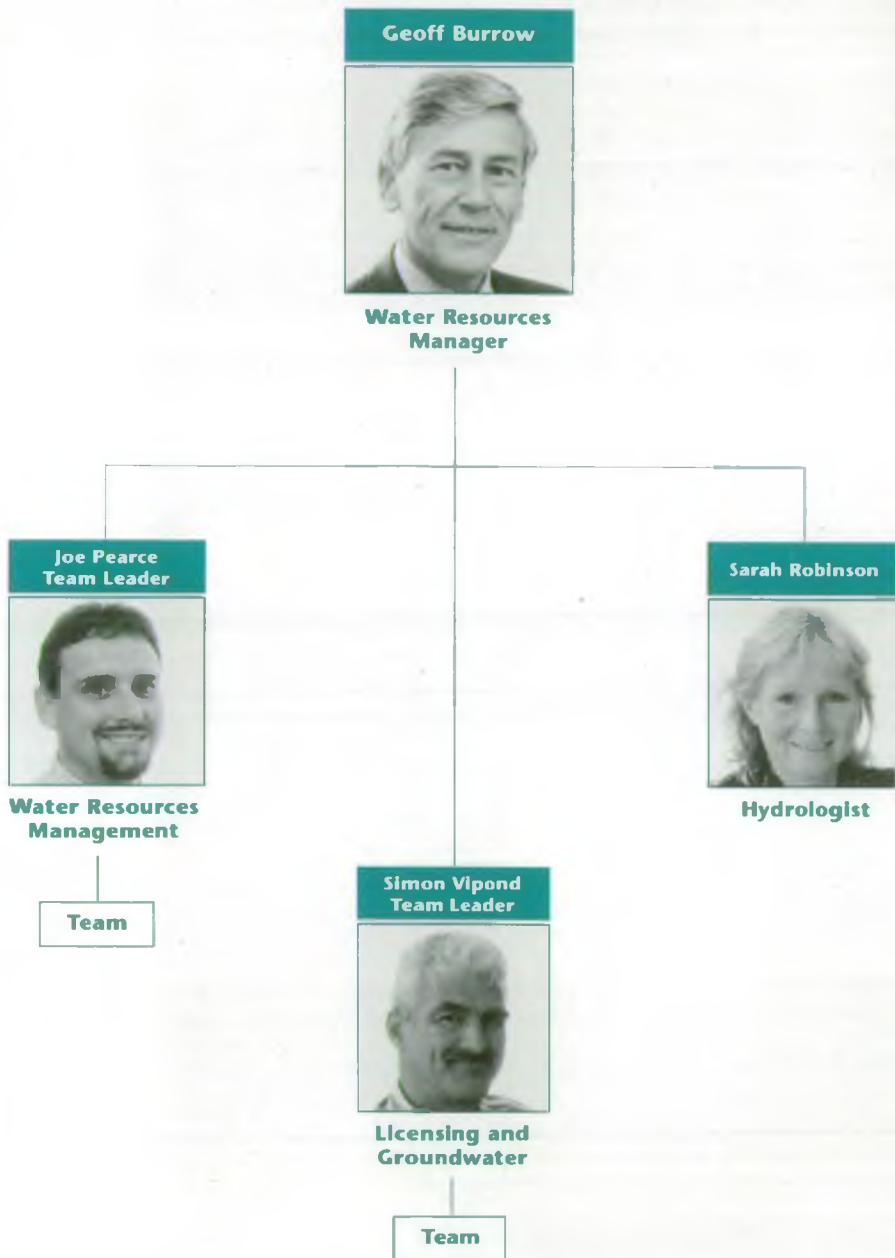 Geoff Burrow
Water Resources
Manager
Joe Pearce
Team Leader
Water Resources
Management
Team
Sarah Robinson
Hydrologist
Simon Vipond
Team Leader
Licensing and
Groundwater
Team